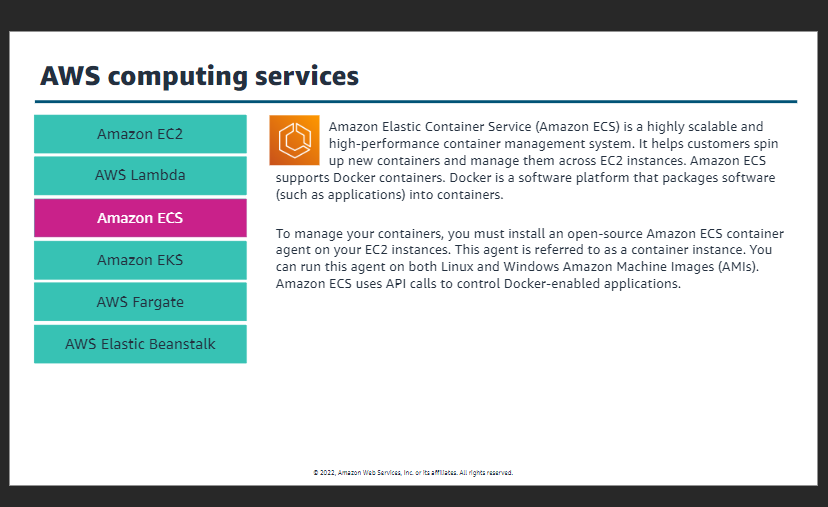 AWS computing services
Amazon EC2
AWS Lambda
Amazon ECS
Amazon EKS
AWS Fargate
AWS Elastic Beanstalk
Amazon Elastic Container Service (Amazon ECS) is a highly scalable and
high-performance container management system. It helps customers spin
up new containers and manage them across EC2 instances. Amazon ECS
supports Docker containers. Docker is a software platform that packages software
(such as applications) into containers.
To manage your containers, you must install an open-source Amazon ECS container
agent on your EC2 instances. This agent is referred to as a container instance. You
can run this agent on both Linux and Windows Amazon Machine Images (AMIs).
Amazon ECS uses API calls to control Docker-enabled applications.
© 2022, Amazon Web Services, Inc. or its affiliates. All rights reserved.